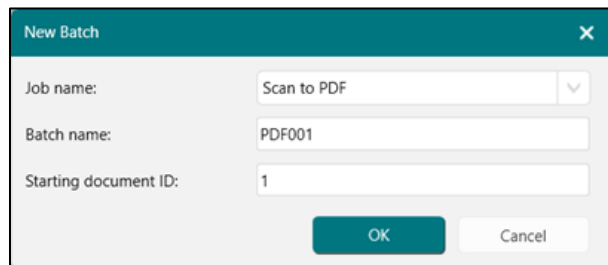 New Batch
Job name: Scan to PDF
Batch name: PDF001
Starting document ID: 1
OK Cancel